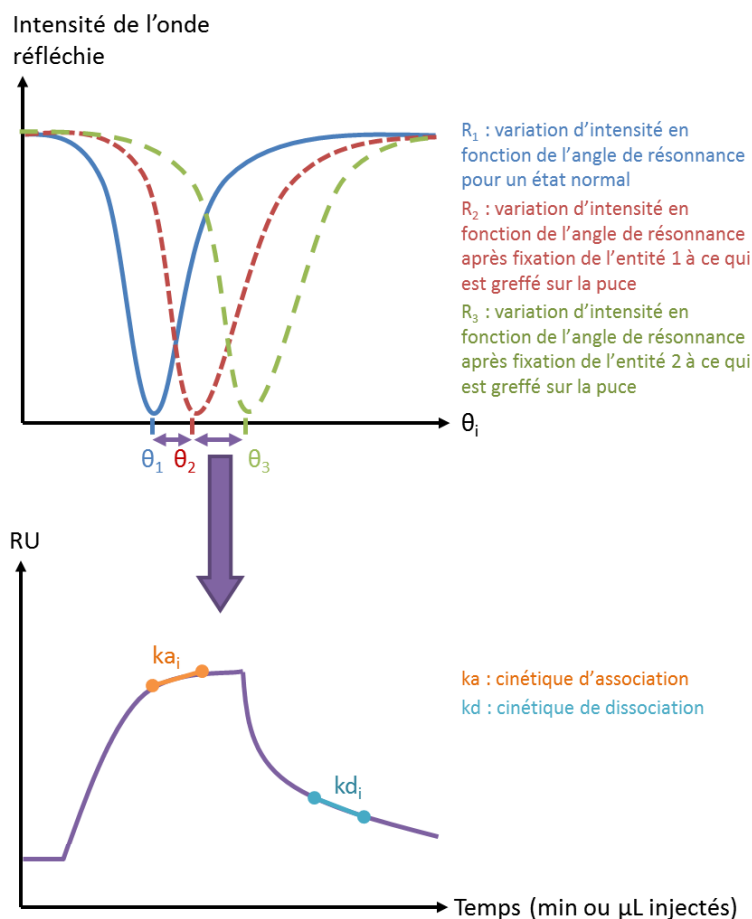 Intensité de l’onde
réfléchie
R1 : variation d’intensité en
fonction de l’angle de résonnance
pour un état normal
R2 : variation d’intensité en
fonction de l’angle de résonnance
après fixation de l’entité 1 à ce qui
est greffé sur la puce
R3 : variation d’intensité en
fonction de l’angle de résonnance
après fixation de l’entité 2 à ce qui
est greffé sur la puce
θi
θ1 θ2 θ3
RU
kai
ka : cinétique d’association
kd : cinétique de dissociation
kdi
Temps (min ou µL injectés)